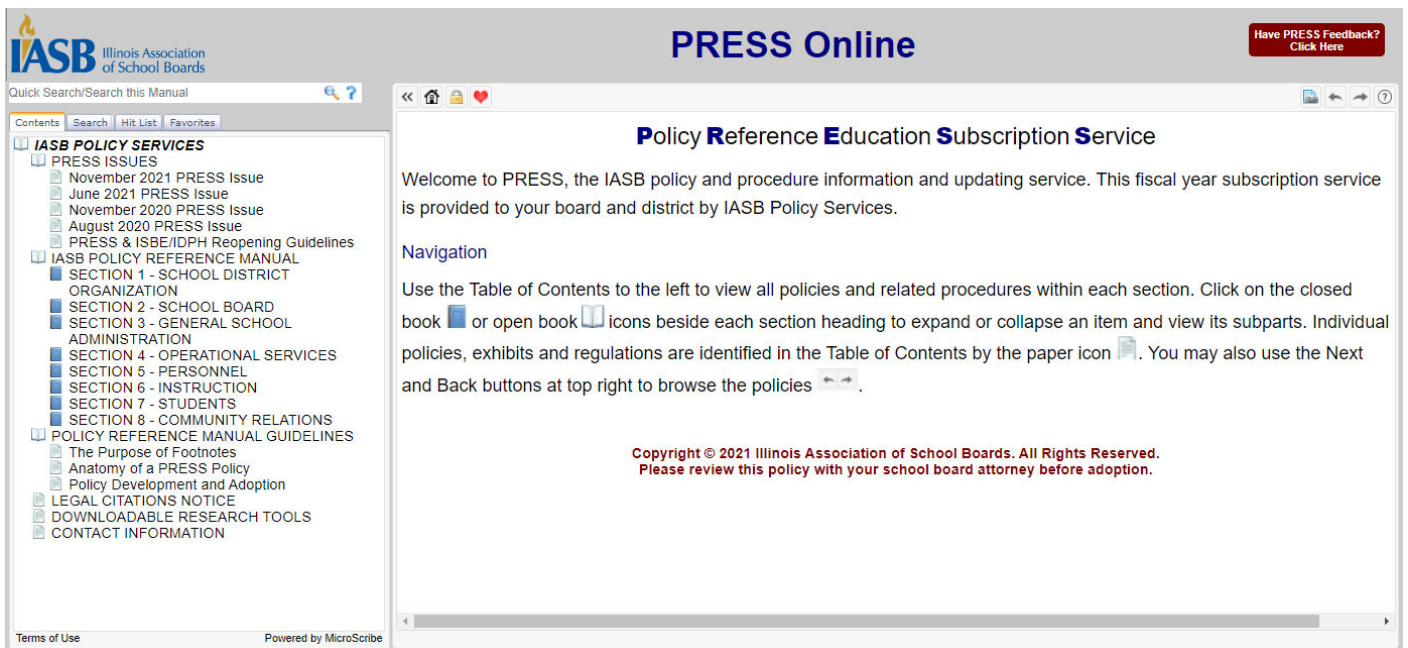 IASB Illinois Association
of School Boards
PRESS Online
Have PRESS Feedback?
Click Here
Quick Search/Search this Manual
?
Contents Search Hit List Favorites
IASB POLICY SERVICES
PRESS ISSUES
November 2021 PRESS Issue
June 2021 PRESS Issue
November 2020 PRESS Issue
August 2020 PRESS Issue
PRESS & ISBE/IDPH Reopening Guidelines
IASB POLICY REFERENCE MANUAL
SECTION 1 - SCHOOL DISTRICT
ORGANIZATION
SECTION 2 - SCHOOL BOARD
SECTION 3 - GENERAL SCHOOL
ADMINISTRATION
SECTION 4 - OPERATIONAL SERVICES
SECTION 5 - PERSONNEL
SECTION 6 - INSTRUCTION
SECTION 7 - STUDENTS
SECTION 8 - COMMUNITY RELATIONS
POLICY REFERENCE MANUAL GUIDELINES
The Purpose of Footnotes
Anatomy of a PRESS Policy
Policy Development and Adoption
LEGAL CITATIONS NOTICE
DOWNLOADABLE RESEARCH TOOLS
CONTACT INFORMATION
Terms of Use Powered by MicroScribe
«
?
Policy Reference Education Subscription Service
Welcome to PRESS, the IASB policy and procedure information and updating service. This fiscal year subscription service
is provided to your board and district by IASB Policy Services.
Navigation
Use the Table of Contents to the left to view all policies and related procedures within each section. Click on the closed
book or open book icons beside each section heading to expand or collapse an item and view its subparts. Individual
policies, exhibits and regulations are identified in the Table of Contents by the paper icon . You may also use the Next
and Back buttons at top right to browse the policies .
Copyright © 2021 Illinois Association of School Boards. All Rights Reserved.
Please review this policy with your school board attorney before adoption.